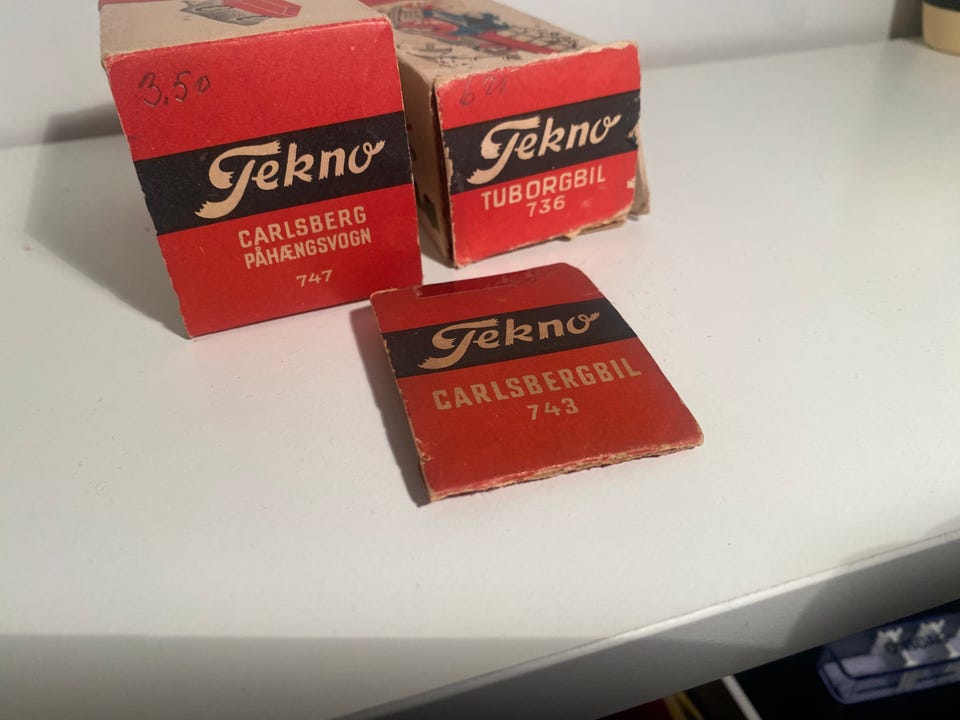 3.50
Tekno
CARLSBERG
PÅHÆNGSVOGN
747
Tekno
TUBORGBIL
736
Tekno
CARLSBERGBIL
743